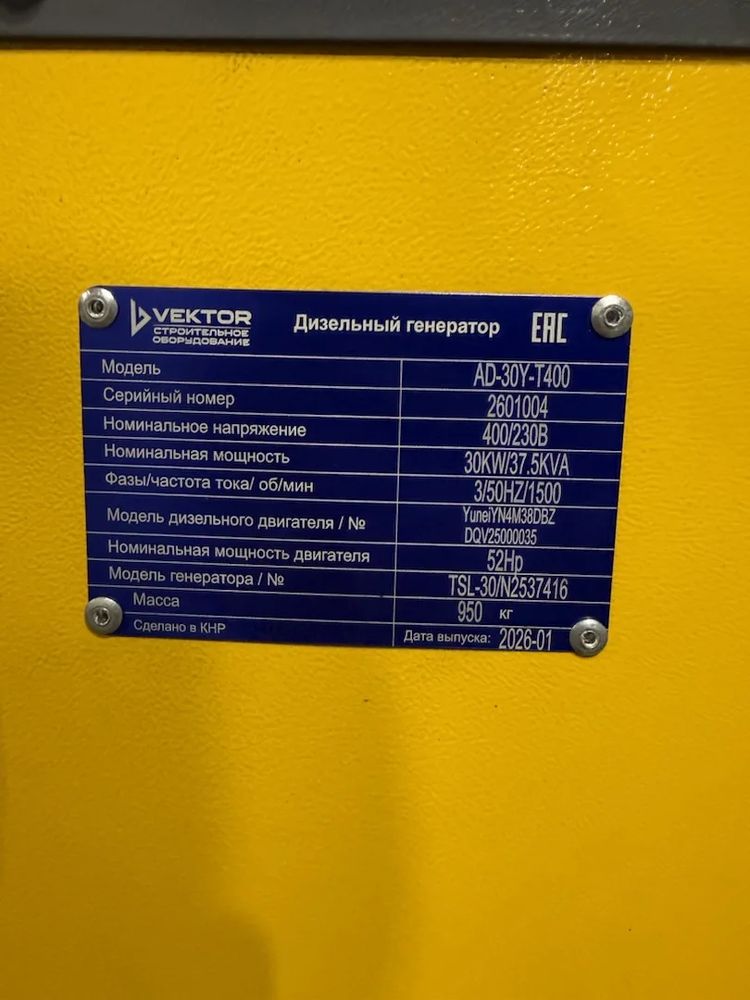 VEKTOR
СТРОИТЕЛЬНОЕ
ОБОРУДОВАНИЕ
Дизельный генератор
EAC
Модель AD-30Y-T400
Серийный номер 2601004
Номинальное напряжение 400/230В
Номинальная мощность 30KW/37.5KVA
Фазы/частота тока/ об/мин 3/50HZ/1500
Модель дизельного двигателя / № YuneiYN4M38DBZ
DQV25000035
Номинальная мощность двигателя 52Hp
Модель генератора / № TSL-30/N2537416
Масса 950 кг
Сделано в КНР Дата выпуска: 2026-01